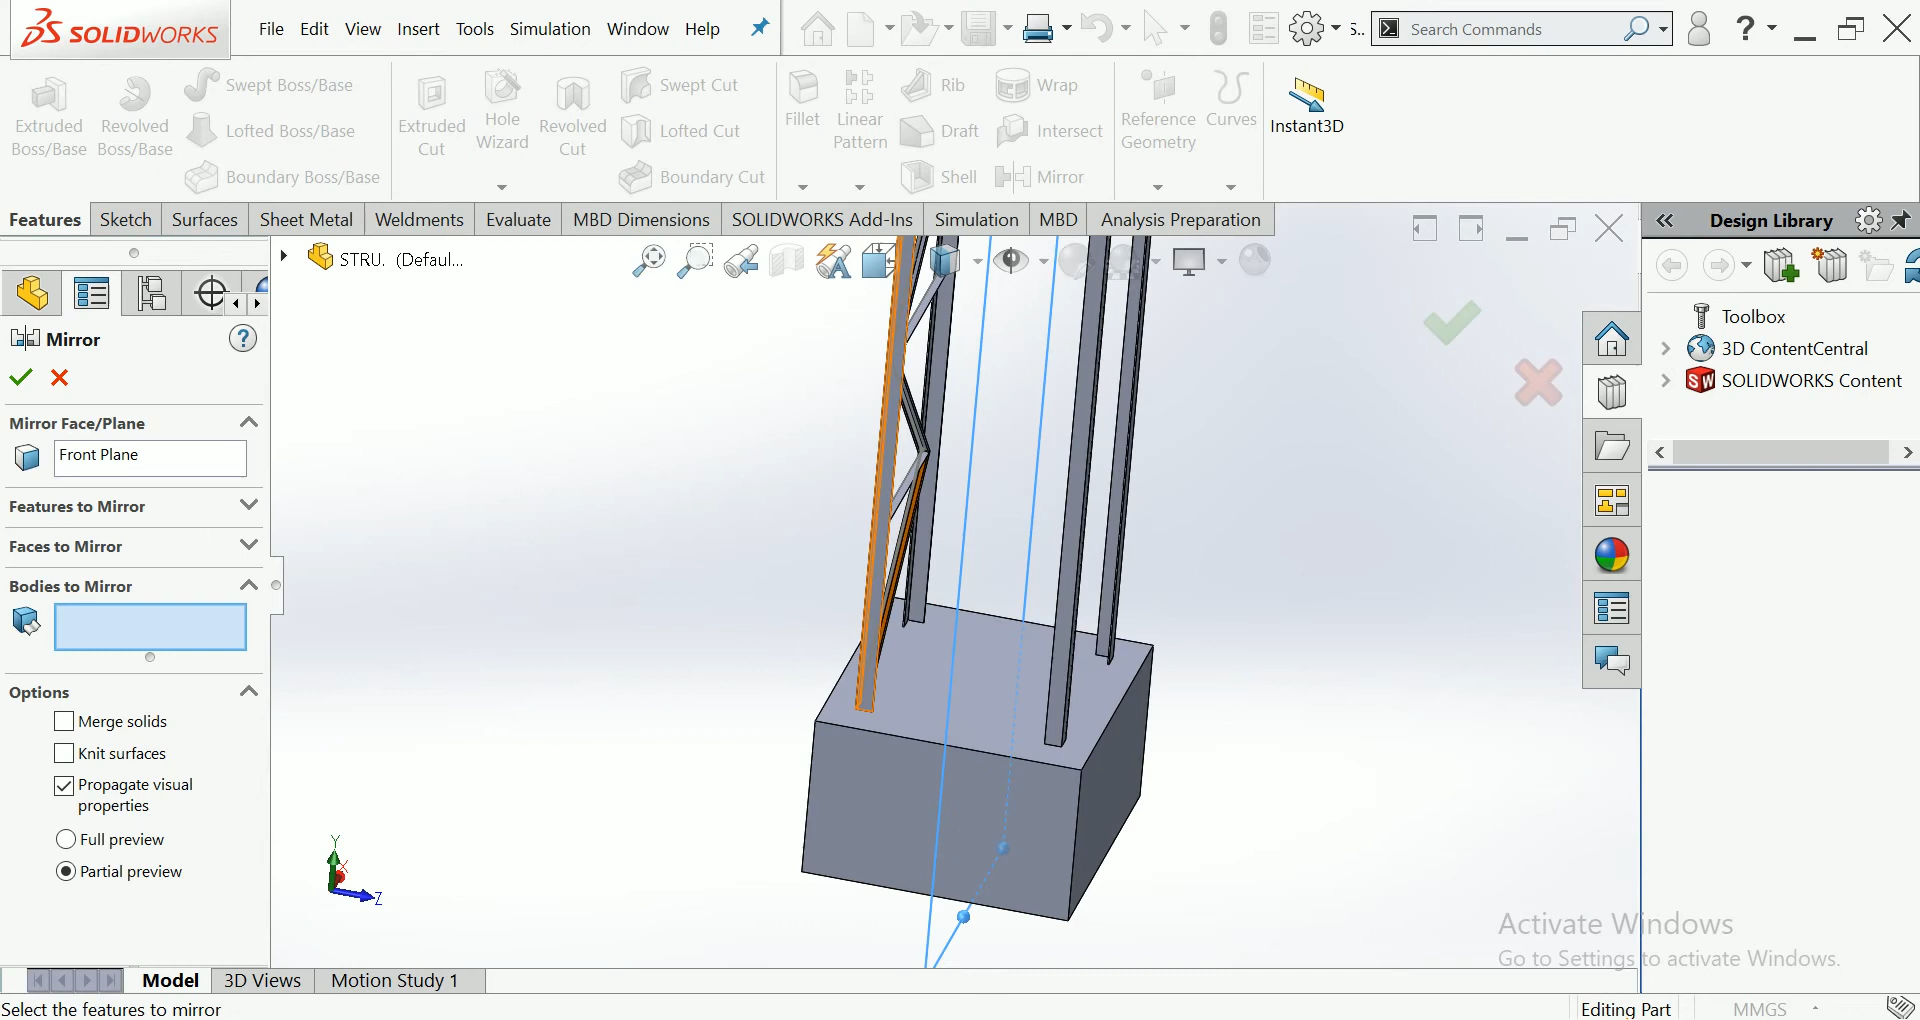 SOLIDWORKS
File Edit View Insert Tools Simulation Window Help
S..
Search Commands
?
Extruded Boss/Base
Revolved Boss/Base
Swept Boss/Base
Lofted Boss/Base
Boundary Boss/Base
Extruded Cut
Hole Wizard
Revolved Cut
Swept Cut
Lofted Cut
Boundary Cut
Fillet
Linear Pattern
Rib
Draft
Shell
Wrap
Intersect
Mirror
Reference Geometry
Curves
Instant3D
Features Sketch Surfaces Sheet Metal Weldments Evaluate MBD Dimensions SOLIDWORKS Add-Ins Simulation MBD Analysis Preparation
Design Library
STRU. (Defaul...
Toolbox
3D ContentCentral
SW SOLIDWORKS Content
Mirror
?
Mirror Face/Plane
Front Plane
Features to Mirror
Faces to Mirror
Bodies to Mirror
Options
Merge solids
Knit surfaces
Propagate visual
properties
Full preview
Partial preview
Y
X
Z
Activate Windows
Go to Settings to activate Windows.
Model 3D Views Motion Study 1
Select the features to mirror
Editing Part
MMGS